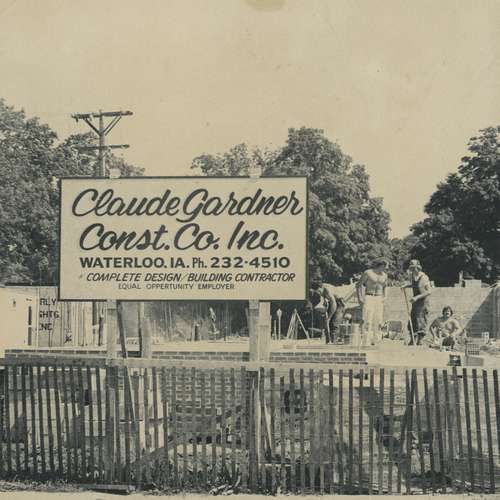 Claude Gardner
Const. Co. Inc.
WATERLOO, IA. Ph. 232-4510
COMPLETE DESIGN / BUILDING CONTRACTOR
EQUAL OPPORTUNITY EMPLOYER